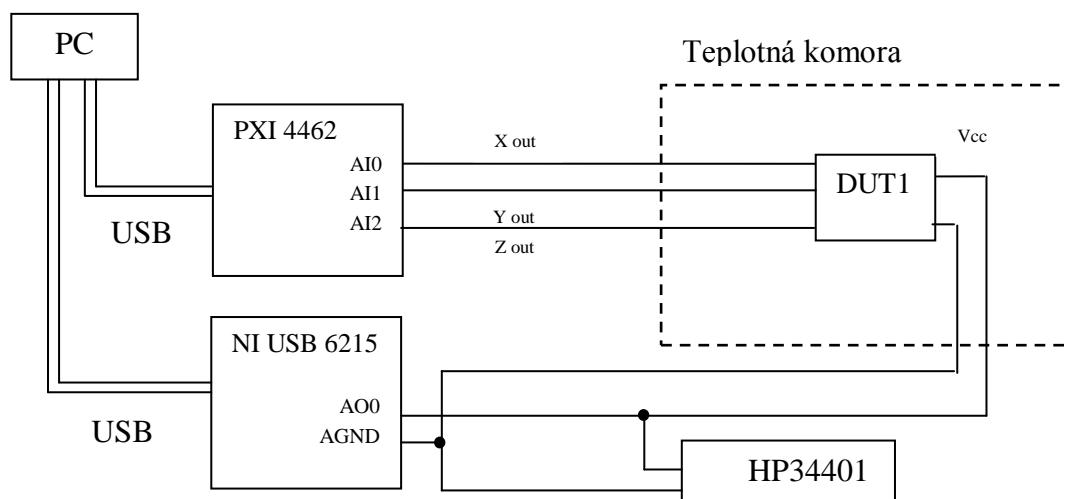 PC
Teplotná komora
PXI 4462
X out
Vcc
AI0
AI1
DUT1
AI2
Y out
USB
Z out
NI USB 6215
AO0
USB
AGND
HP34401